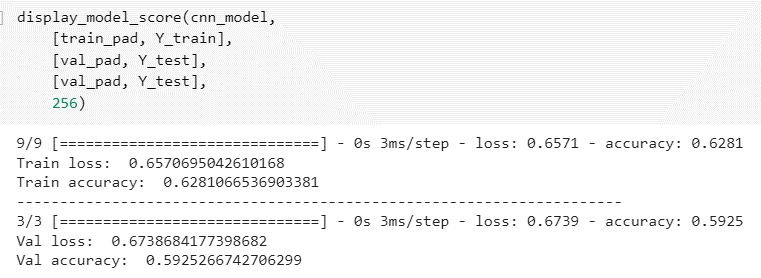 display_model_score(cnn_model,
    [train_pad, Y_train],
    [val_pad, Y_test],
    [val_pad, Y_test],
    256)
9/9 [==============================] - 0s 3ms/step - loss: 0.6571 - accuracy: 0.6281
Train loss:  0.6570695042610168
Train accuracy:  0.6281066536903381
----------------------------------------------------------------------
3/3 [==============================] - 0s 3ms/step - loss: 0.6739 - accuracy: 0.5925
Val loss:  0.6738684177398682
Val accuracy:  0.5925266742706299